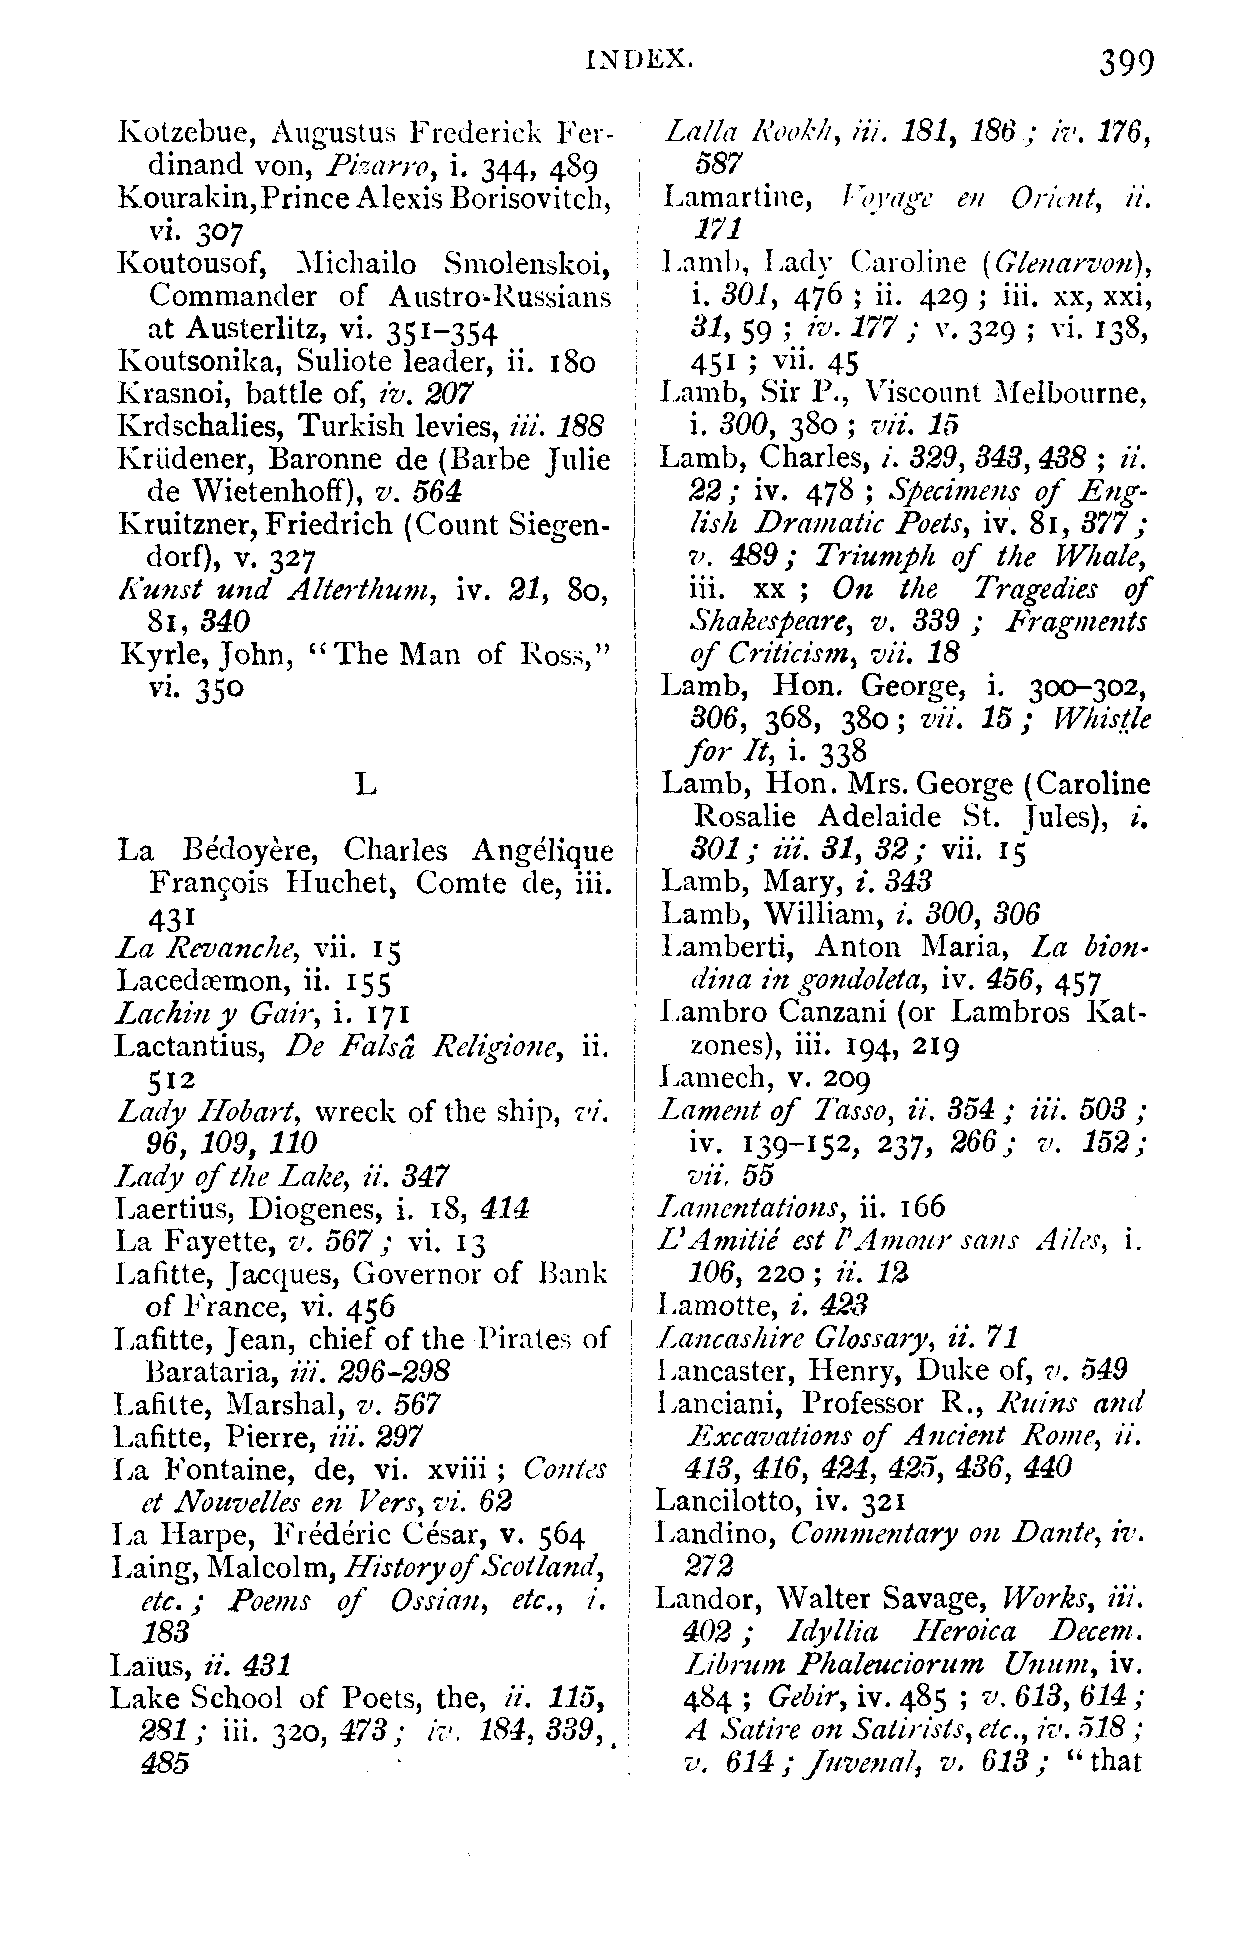 INDEX. 399
Kotzebue, Augustus Frederick Fer-
dinand von, Pizarro, i. 344, 489
Kourakin, Prince Alexis Borisovitch,
vi. 307
Koutousof, Michailo Smolenskoi,
Commander of Austro-Russians
at Austerlitz, vi. 351–354
Koutsonika, Suliote leader, ii. 180
Krasnoi, battle of, iv. 207
Krdschalies, Turkish levies, iii. 188
Krüdener, Baronne de (Barbe Julie
de Wietenhoff), v. 564
Kruitzner, Friedrich (Count Siegen-
dorf), v. 327
Kunst und Alterthum, iv. 21, 80,
81, 340
Kyrle, John, “The Man of Ross,”
vi. 350
L
La Bédoyère, Charles Angélique
François Huchet, Comte de, iii.
431
La Revanche, vii. 15
Lacedæmon, ii. 155
Lachin y Gair, i. 171
Lactantius, De Falsâ Religione, ii.
512
Lady Hobart, wreck of the ship, vi.
96, 109, 110
Lady of the Lake, ii. 347
Laertius, Diogenes, i. 18, 414
La Fayette, v. 567; vi. 13
Lafitte, Jacques, Governor of Bank
of France, vi. 456
Lafitte, Jean, chief of the Pirates of
Barataria, iii. 296–298
Lafitte, Marshal, v. 567
Lafitte, Pierre, iii. 297
La Fontaine, de, vi. xviii; Contes
et Nouvelles en Vers, vi. 62
La Harpe, Frédéric César, v. 564
Laing, Malcolm, History of Scotland,
etc.; Poems of Ossian, etc., i.
183
Laïus, ii. 431
Lake School of Poets, the, ii. 115,
281; iii. 320, 473; iv. 184, 339,
485
Lalla Rookh, iii. 181, 186; iv. 176,
587
Lamartine, Voyage en Orient, ii.
171
Lamb, Lady Caroline (Glenarvon),
i. 301, 476; ii. 429; iii. xx, xxi,
31, 59; iv. 177; v. 329; vi. 138,
451; vii. 45
Lamb, Sir P., Viscount Melbourne,
i. 300, 380; vii. 15
Lamb, Charles, i. 329, 343, 438; ii.
22; iv. 478; Specimens of Eng-
lish Dramatic Poets, iv. 81, 377;
v. 489; Triumph of the Whale,
iii. xx; On the Tragedies of
Shakespeare, v. 339; Fragments
of Criticism, vii. 18
Lamb, Hon. George, i. 300–302,
306, 368, 380; vii. 15; Whistle
for It, i. 338
Lamb, Hon. Mrs. George (Caroline
Rosalie Adelaide St. Jules), i.
301; iii. 31, 32; vii. 15
Lamb, Mary, i. 343
Lamb, William, i. 300, 306
Lamberti, Anton Maria, La bion-
dina in gondoleta, iv. 456, 457
Lambro Canzani (or Lambros Kat-
zones), iii. 194, 219
Lamech, v. 209
Lament of Tasso, ii. 354; iii. 503;
iv. 139–152, 237, 266; v. 152;
vii. 55
Lamentations, ii. 166
L'Amitié est l'Amour sans Ailes, i.
106, 220; ii. 12
Lamotte, i. 423
Lancashire Glossary, ii. 71
Lancaster, Henry, Duke of, v. 549
Lanciani, Professor R., Ruins and
Excavations of Ancient Rome, ii.
413, 416, 424, 425, 436, 440
Lancilotto, iv. 321
Landino, Commentary on Dante, iv.
272
Landor, Walter Savage, Works, iii.
402; Idyllia Heroica Decem.
Librum Phaleuciorum Unum, iv.
484; Gebir, iv. 485; v. 613, 614;
A Satire on Satirists, etc., iv. 518;
v. 614; Juvenal, v. 613; “that